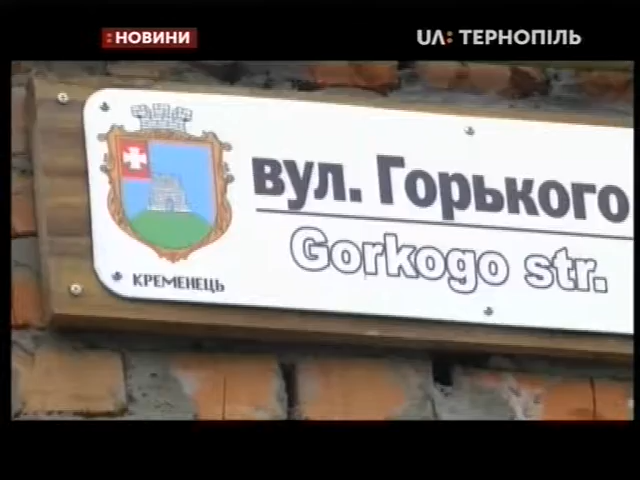 :НОВИНИ
UA: ТЕРНОПІЛЬ
вул. Горького
Gorkogo str.
КРЕМЕНЕЦЬ